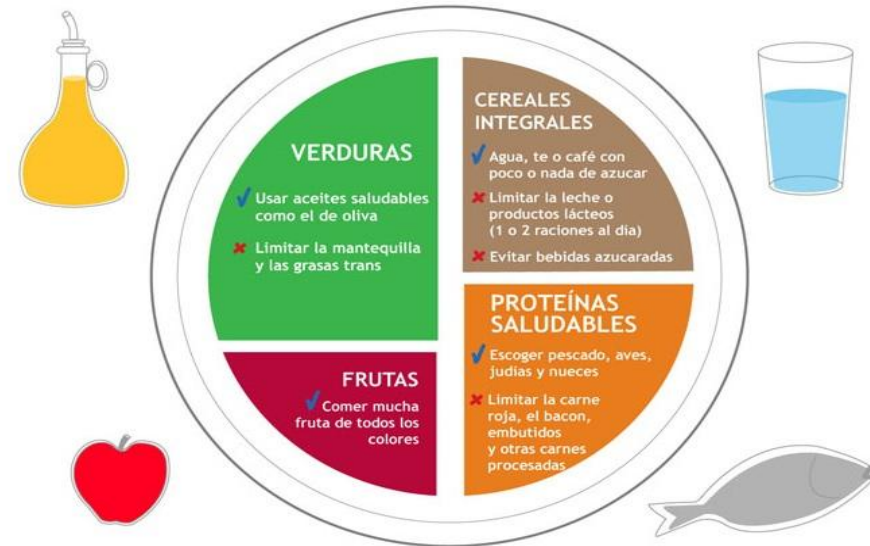 VERDURAS
Usar aceites saludables
como el de oliva
Limitar la mantequilla
y las grasas trans
CEREALES
INTEGRALES
Agua, te o café con
poco o nada de azucar
Limitar la leche o
productos lácteos
(1 o 2 raciones al dia)
Evitar bebidas azucaradas
FRUTAS
Comer mucha
fruta de todos los
colores
PROTEÍNAS
SALUDABLES
Escoger pescado, aves,
judías y nueces
Limitar la carne
roja, el bacon,
embutidos
y otras carnes
procesadas